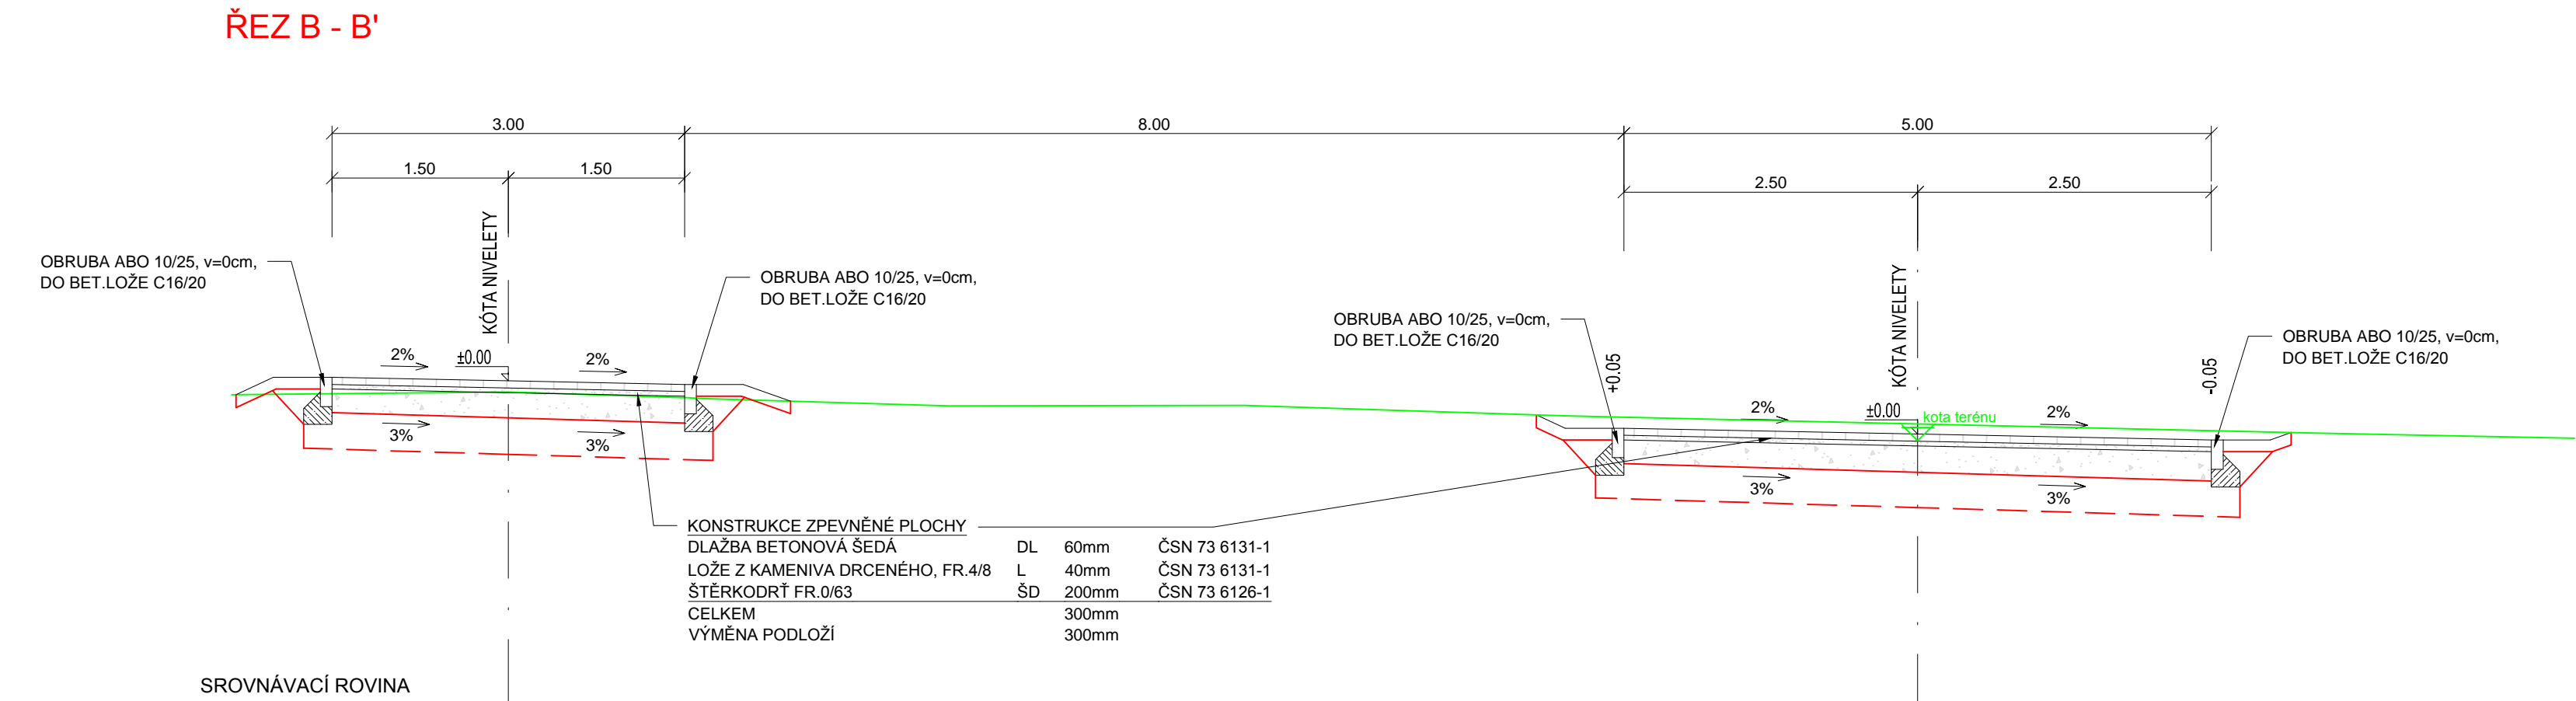 ŘEZ B - B'
3.00
8.00
5.00
1.50
1.50
2.50
2.50
KÓTA NIVELETY
KÓTA NIVELETY
OBRUBA ABO 10/25, v=0cm,
DO BET.LOŽE C16/20
OBRUBA ABO 10/25, v=0cm,
DO BET.LOŽE C16/20
OBRUBA ABO 10/25, v=0cm,
DO BET.LOŽE C16/20
OBRUBA ABO 10/25, v=0cm,
DO BET.LOŽE C16/20
2%
±0.00
2%
+0.05
-0.05
2%
±0.00
kota terénu
2%
3%
3%
3%
3%
KONSTRUKCE ZPEVNĚNÉ PLOCHY
DLAŽBA BETONOVÁ ŠEDÁ DL 60mm ČSN 73 6131-1
LOŽE Z KAMENIVA DRCENÉHO, FR.4/8 L 40mm ČSN 73 6131-1
ŠTĚRKODRŤ FR.0/63 ŠD 200mm ČSN 73 6126-1
CELKEM 300mm
VÝMĚNA PODLOŽÍ 300mm
SROVNÁVACÍ ROVINA